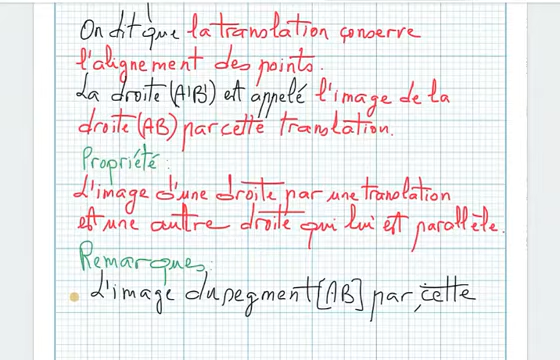 On dit que la translation conserve
l'alignement des points.
La droite (A'B') est appelé l'image de la
droite (AB) par cette translation.
Propriété:
L'image d'une droite par une translation
est une autre droite qui lui est parallèle.
Remarques:
L'image du segment [AB] par cette